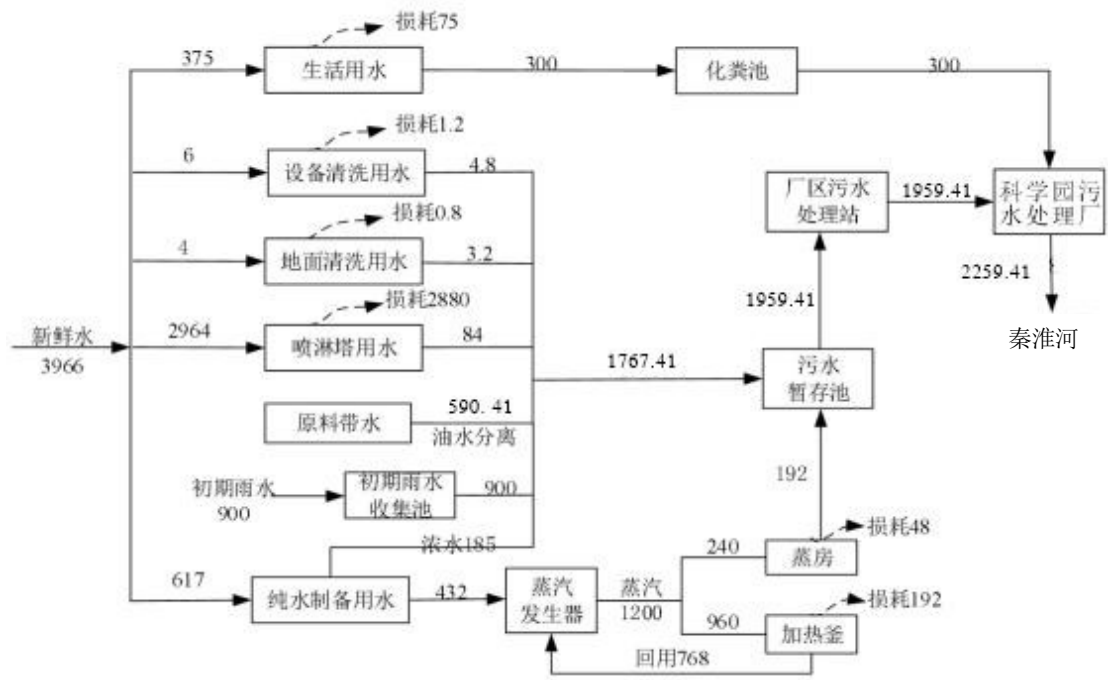 损耗75
375
生活用水
300
化粪池
300
损耗1.2
6
设备清洗用水
4.8
厂区污水
处理站
1959.41
科学园污
水处理厂
损耗0.8
4
地面清洗用水
3.2
2259.41
损耗2880
1959.41
新鲜水
3966
2964
喷淋塔用水
84
秦淮河
1767.41
污水
暂存池
原料带水
590. 41
油水分离
192
初期雨水
900
初期雨水
收集池
900
浓水185
损耗48
240
蒸房
617
纯水制备用水
432
蒸汽
发生器
蒸汽
1200
损耗192
960
加热釜
回用768